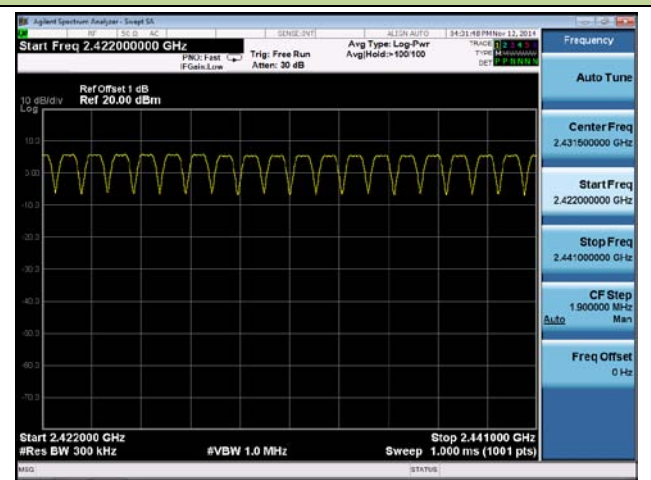 Agilent Spectrum Analyzer - Swept SA
RF 50 Ω AC SENSE:INT ALIGN AUTO 04:31:48 PM Nov 12, 2014
Start Freq 2.422000000 GHz
PNO: Fast
IFGain:Low
Trig: Free Run
Atten: 30 dB
Avg Type: Log-Pwr
Avg|Hold:>100/100
TRACE 1 2 3 4 5 6
TYPE
DET P P N N N N
Frequency
Ref Offset 1 dB
10 dB/div Ref 20.00 dBm
Log
10.0
0.00
-10.0
-20.0
-30.0
-40.0
-50.0
-60.0
-70.0
Start 2.422000 GHz
Stop 2.441000 GHz
#Res BW 300 kHz
#VBW 1.0 MHz
Sweep 1.000 ms (1001 pts)
MSG
STATUS
Auto Tune
Center Freq
2.431500000 GHz
Start Freq
2.422000000 GHz
Stop Freq
2.441000000 GHz
CF Step
1.900000 MHz
Auto Man
Freq Offset
0 Hz